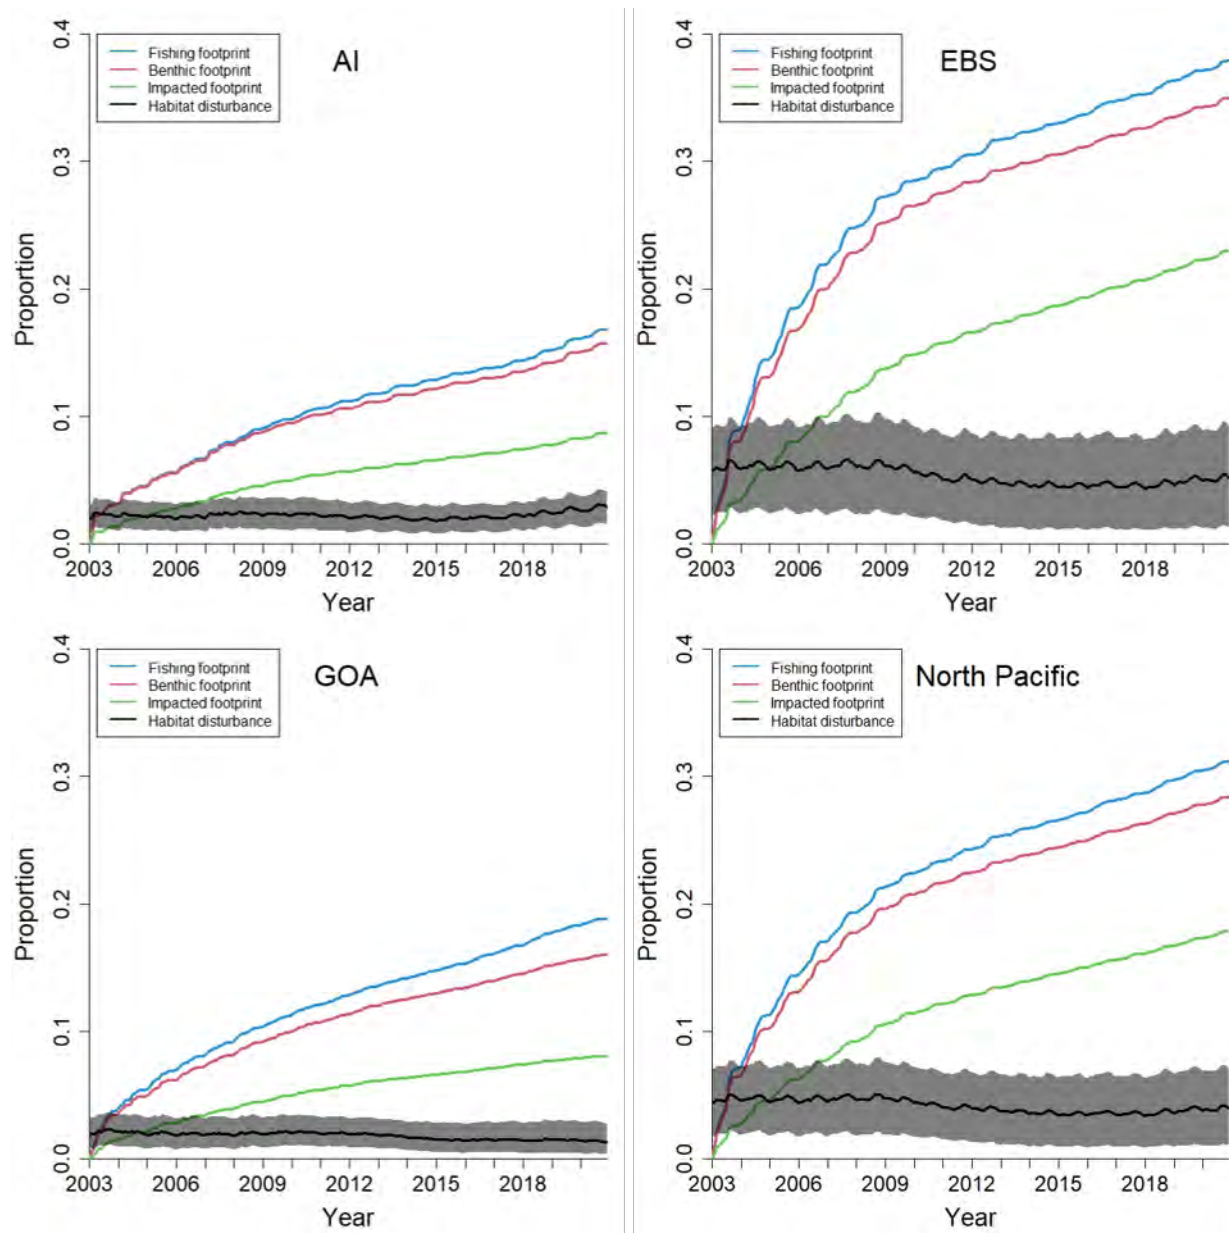 AI
Fishing footprint
Benthic footprint
Impacted footprint
Habitat disturbance
Proportion
0.0 0.1 0.2 0.3 0.4
2003 2006 2009 2012 2015 2018
Year
EBS
Fishing footprint
Benthic footprint
Impacted footprint
Habitat disturbance
Proportion
0.0 0.1 0.2 0.3 0.4
2003 2006 2009 2012 2015 2018
Year
GOA
Fishing footprint
Benthic footprint
Impacted footprint
Habitat disturbance
Proportion
0.0 0.1 0.2 0.3 0.4
2003 2006 2009 2012 2015 2018
Year
North Pacific
Fishing footprint
Benthic footprint
Impacted footprint
Habitat disturbance
Proportion
0.0 0.1 0.2 0.3 0.4
2003 2006 2009 2012 2015 2018
Year